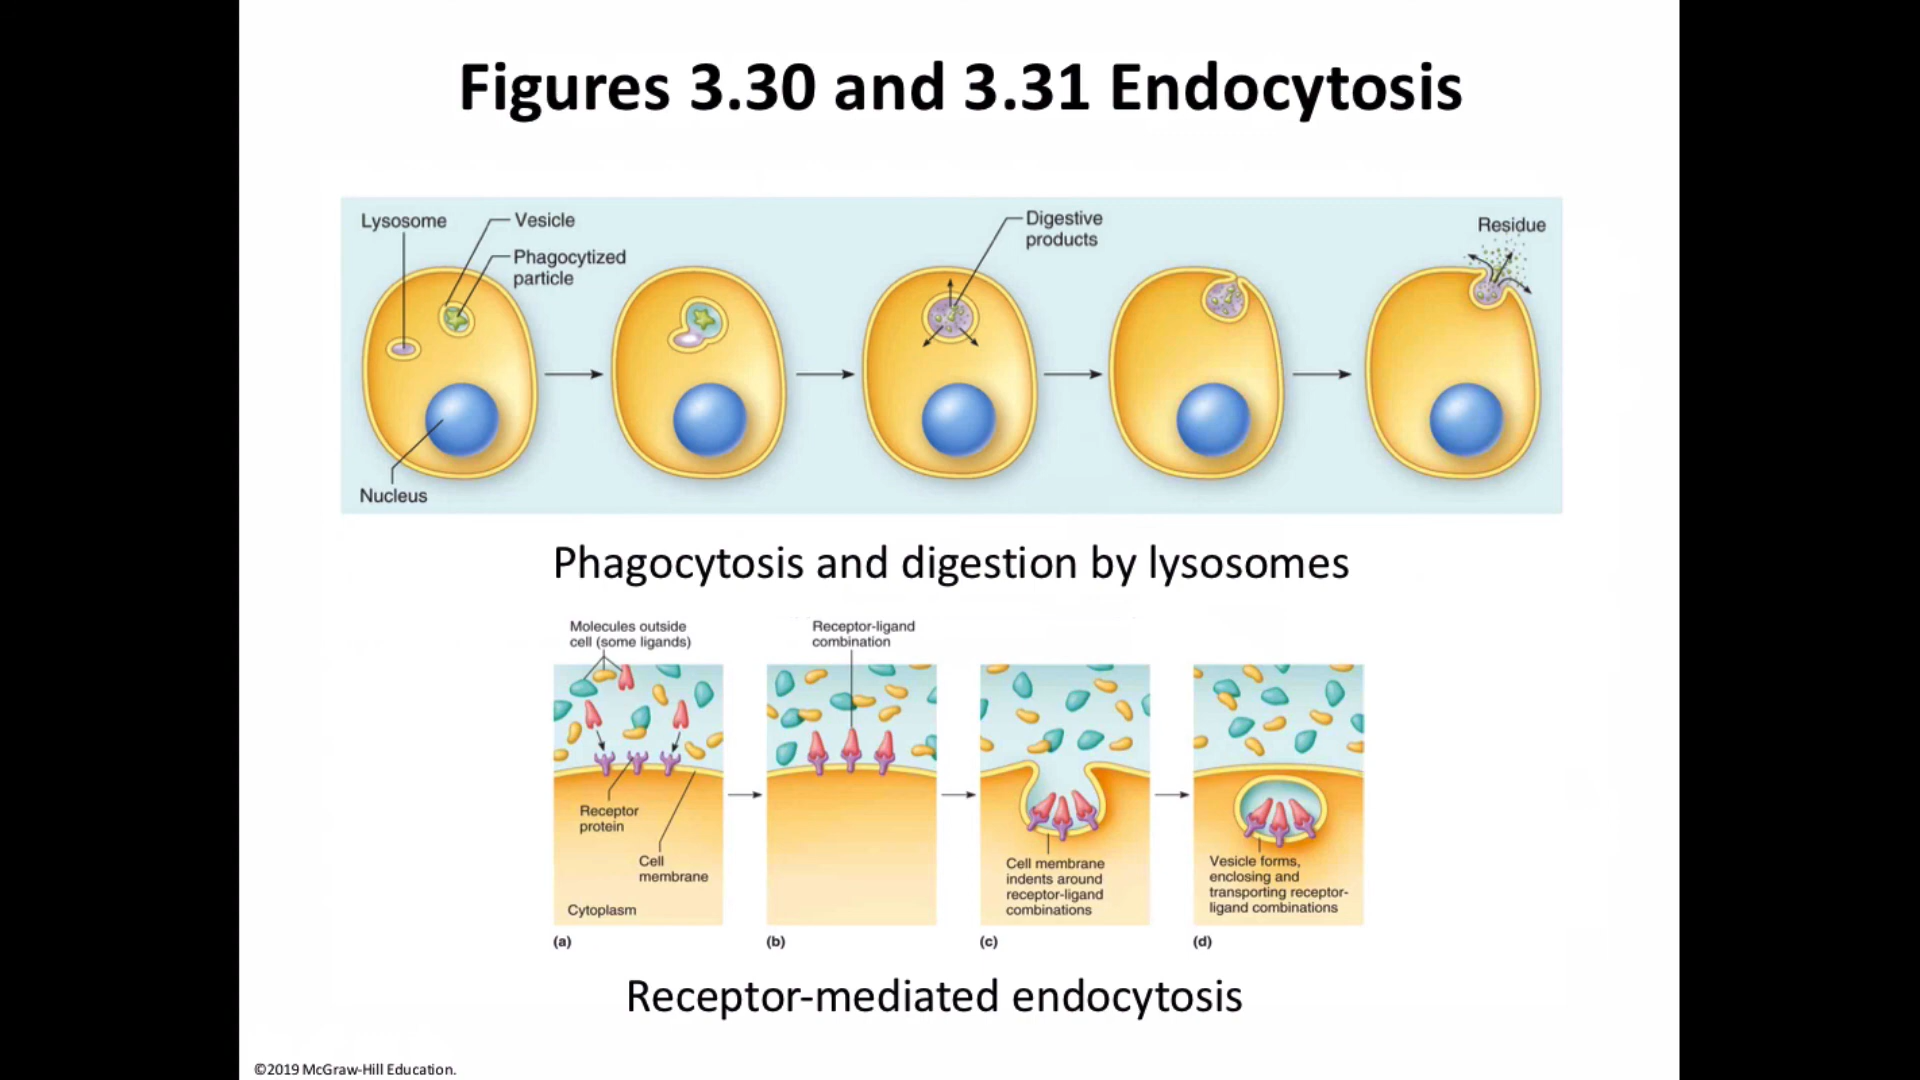 Figures 3.30 and 3.31 Endocytosis
Lysosome
Vesicle
Phagocytized
particle
Nucleus
Digestive
products
Residue
Phagocytosis and digestion by lysosomes
Molecules outside
cell (some ligands)
Receptor
protein
Cell
membrane
Cytoplasm
(a)
Receptor-ligand
combination
(b)
Cell membrane
indents around
receptor-ligand
combinations
(c)
Vesicle forms,
enclosing and
transporting receptor-
ligand combinations
(d)
Receptor-mediated endocytosis
©2019 McGraw-Hill Education.